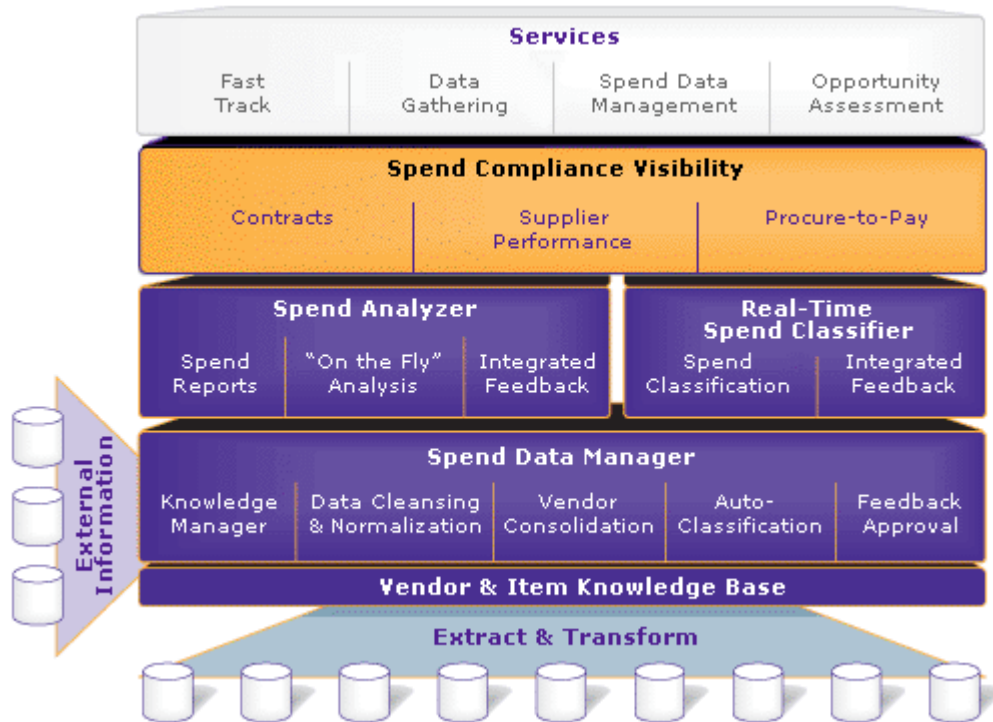 Services
Fast
Track
Data
Gathering
Spend Data
Management
Opportunity
Assessment
Spend Compliance Visibility
Contracts
Supplier
Performance
Procure-to-Pay
Spend Analyzer
Spend
Reports
“On the Fly”
Analysis
Integrated
Feedback
Real-Time
Spend Classifier
Spend
Classification
Integrated
Feedback
External
Information
Spend Data Manager
Knowledge
Manager
Data Cleansing
& Normalization
Vendor
Consolidation
Auto-
Classification
Feedback
Approval
Vendor & Item Knowledge Base
Extract & Transform